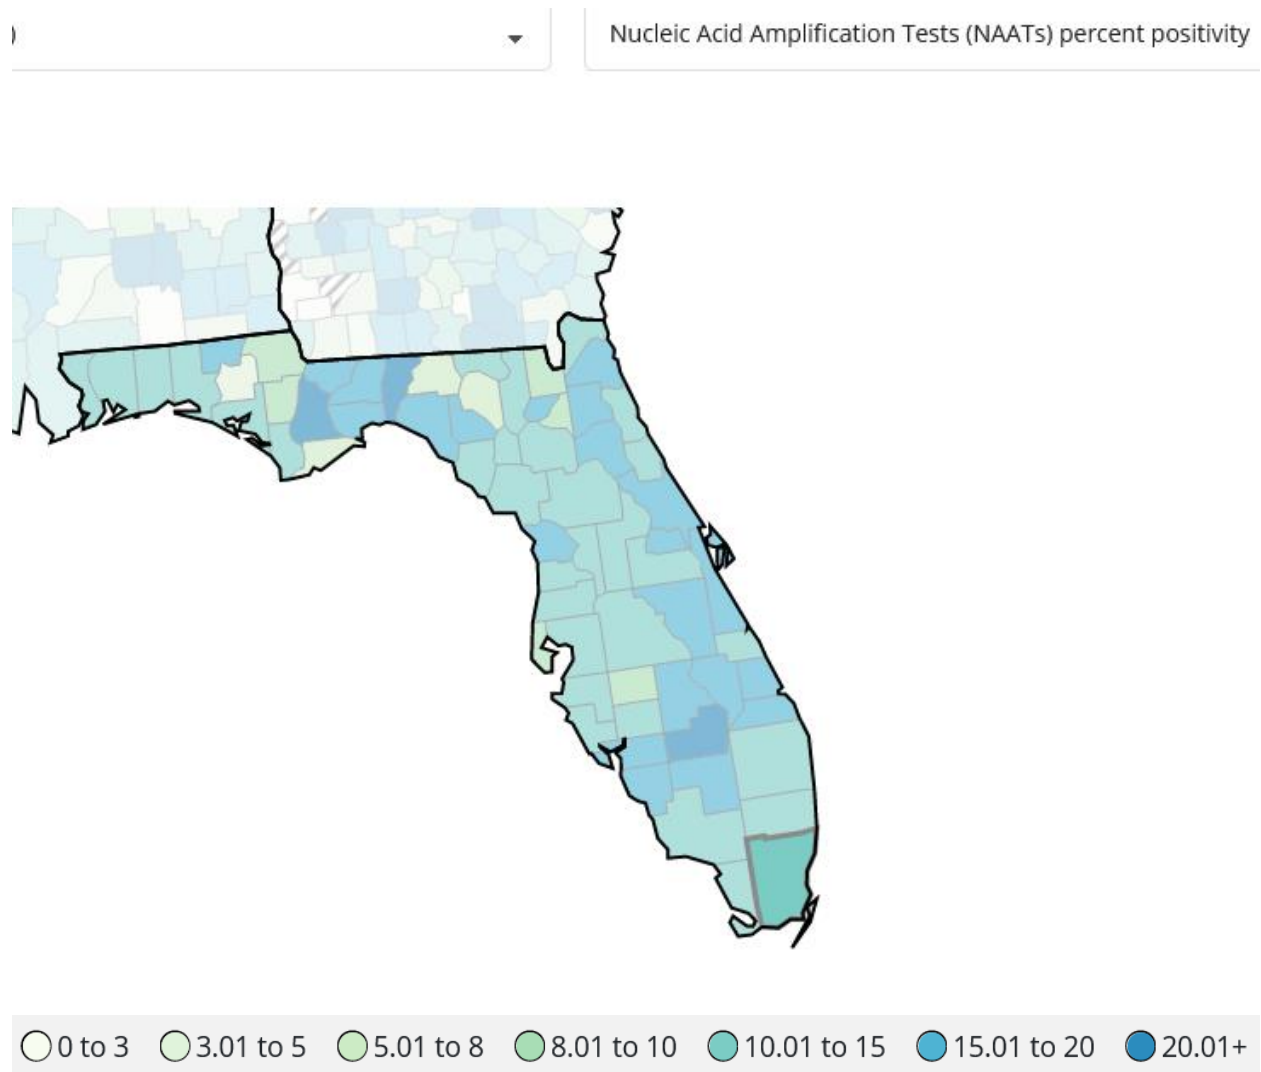 )
Nucleic Acid Amplification Tests (NAATs) percent positivity
0 to 3 3.01 to 5 5.01 to 8 8.01 to 10 10.01 to 15 15.01 to 20 20.01+